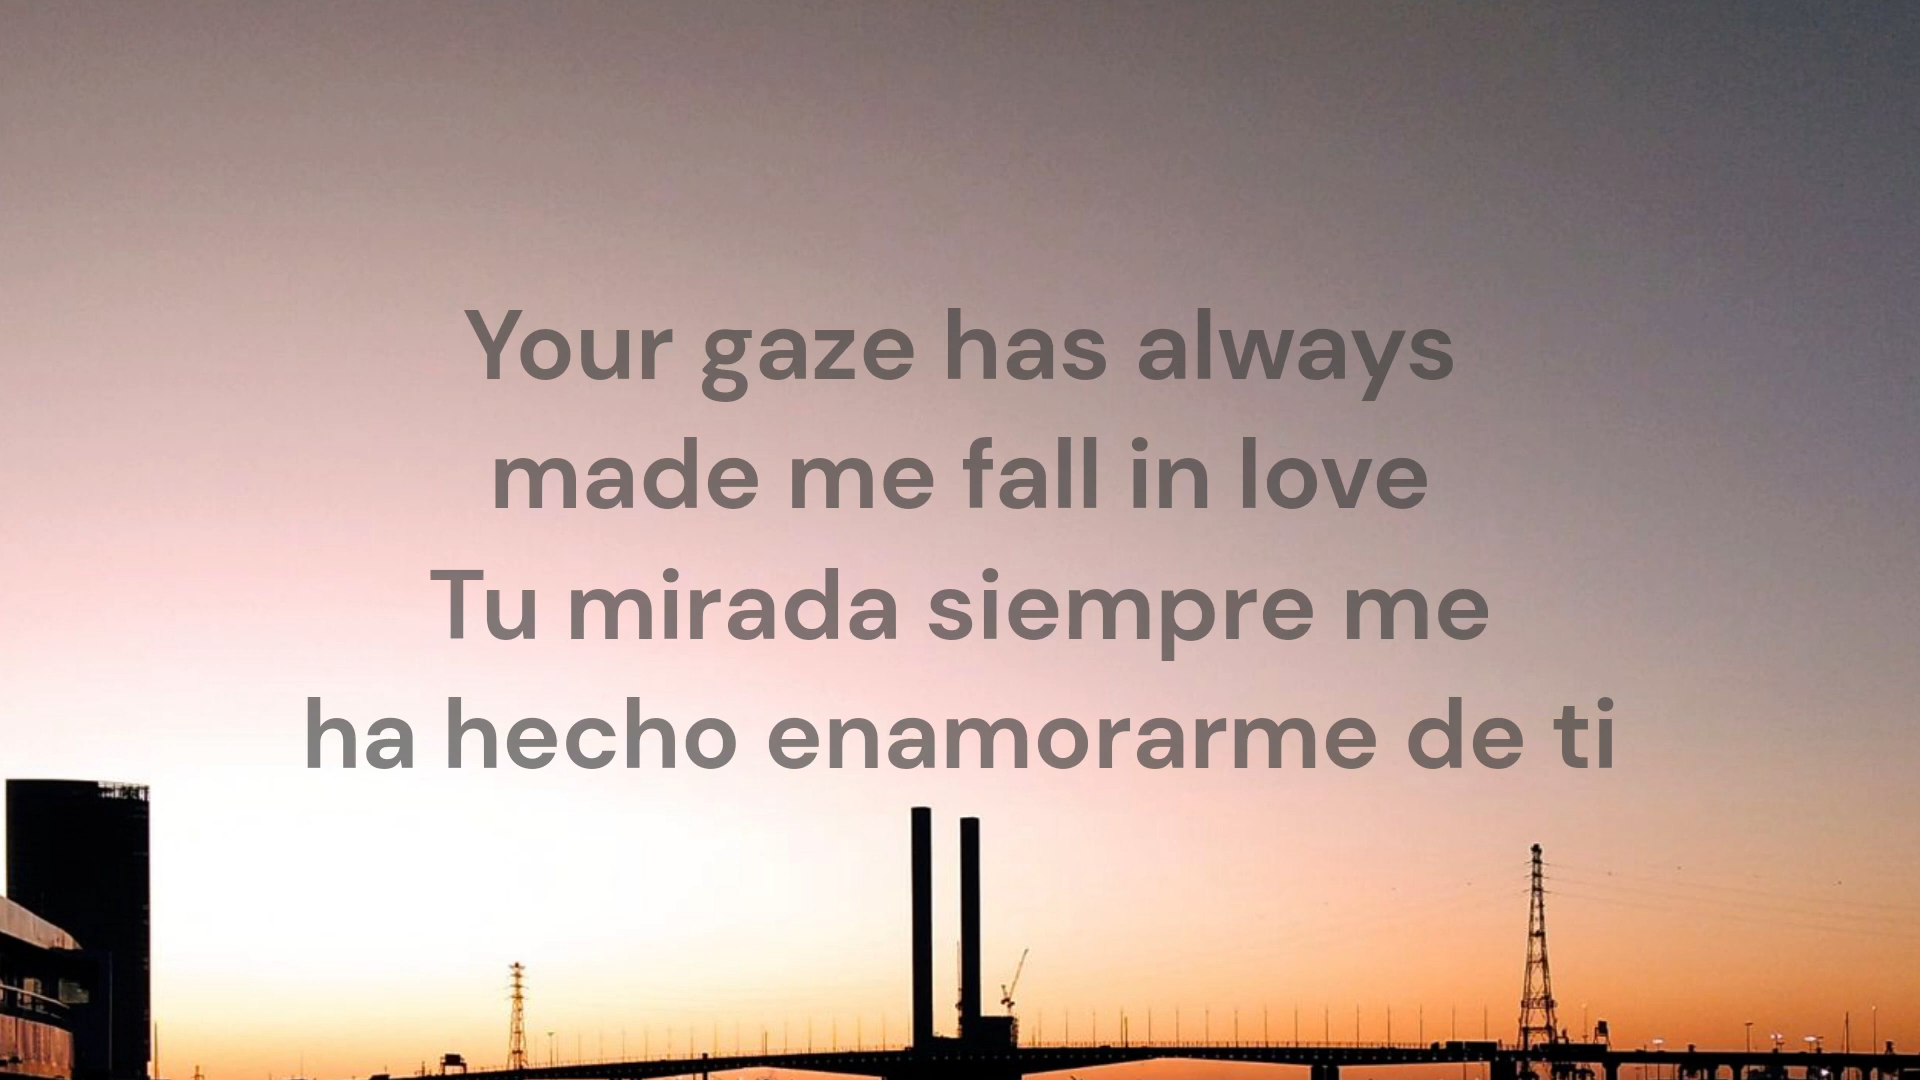 Your gaze has always
made me fall in love
Tu mirada siempre me
ha hecho enamorarme de ti